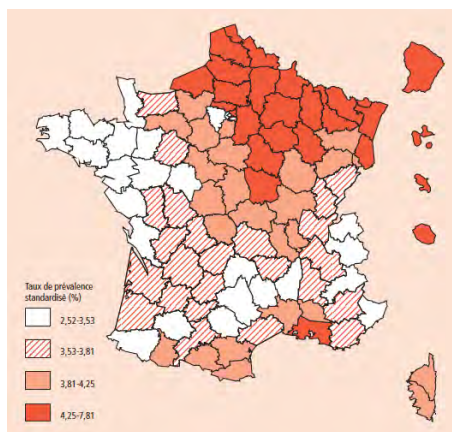 Taux de prévalence
standardisé (%)
2,52-3,53
3,53-3,81
3,81-4,25
4,25-7,81